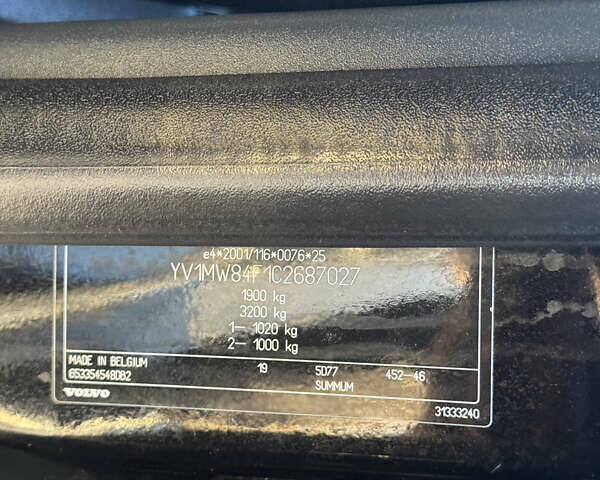 e4*2001/116*0076*25
YV1MW84F1C2687027
1900 kg
3200 kg
1– 1020 kg
2– 1000 kg
MADE IN BELGIUM 19 5D77 452–46
653354548DB2 SUMMUM
VOLVO 31333240